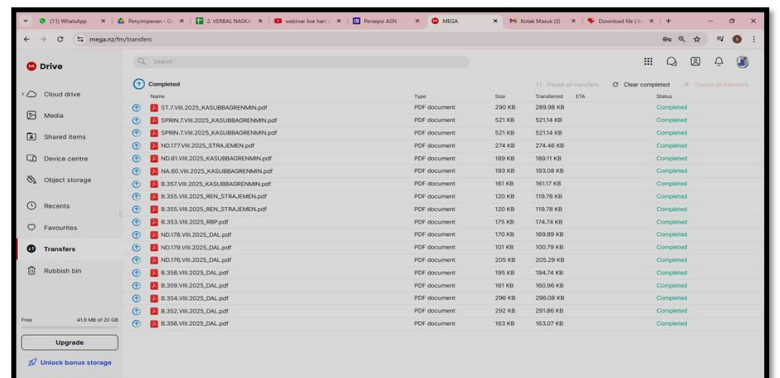 (11) WhatsApp
Penyimpanan - Go
2. VERBAL NASKA
webinar live hari
Persepsi ASN
MEGA
Kotak Masuk (3)
Download file | iL
mega.nz/fm/transfers
Drive
Search
Cloud drive
Media
Shared items
Device centre
Object storage
Recents
Favourites
Transfers
Rubbish bin
Free 41.9 MB of 20 GB
Upgrade
Unlock bonus storage
Completed
Pause all transfers Clear completed Cancel all transfers
Name Type Size Transferred ETA Status
ST.7.VIII.2025_KASUBBAGRENMIN.pdf PDF document 290 KB 289.98 KB Completed
SPRIN.7.VIII.2025_KASUBBAGRENMIN.pdf PDF document 521 KB 521.14 KB Completed
SPRIN.7.VIII.2025_KASUBBAGRENMIN.pdf PDF document 521 KB 521.14 KB Completed
ND.177.VIII.2025_STRAJEMEN.pdf PDF document 274 KB 274.46 KB Completed
ND.61.VIII.2025_KASUBBAGRENMIN.pdf PDF document 189 KB 189.11 KB Completed
NA.60.VIII.2025_KASUBBAGRENMIN.pdf PDF document 193 KB 193.08 KB Completed
B.357.VIII.2025_KASUBBAGRENMIN.pdf PDF document 161 KB 161.17 KB Completed
B.355.VIII.2025_REN_STRAJEMEN.pdf PDF document 120 KB 119.78 KB Completed
B.355.VIII.2025_REN_STRAJEMEN.pdf PDF document 120 KB 119.78 KB Completed
B.353.VIII.2025_RBP.pdf PDF document 175 KB 174.74 KB Completed
ND.178.VIII.2025_DAL.pdf PDF document 170 KB 169.89 KB Completed
ND.179.VIII.2025_DAL.pdf PDF document 101 KB 100.79 KB Completed
ND.176.VIII.2025_DAL.pdf PDF document 205 KB 205.29 KB Completed
B.358.VIII.2025_DAL.pdf PDF document 195 KB 194.74 KB Completed
B.359.VIII.2025_DAL.pdf PDF document 161 KB 160.96 KB Completed
B.354.VIII.2025_DAL.pdf PDF document 296 KB 296.08 KB Completed
B.352.VIII.2025_DAL.pdf PDF document 292 KB 291.86 KB Completed
B.356.VIII.2025_DAL.pdf PDF document 163 KB 163.07 KB Completed